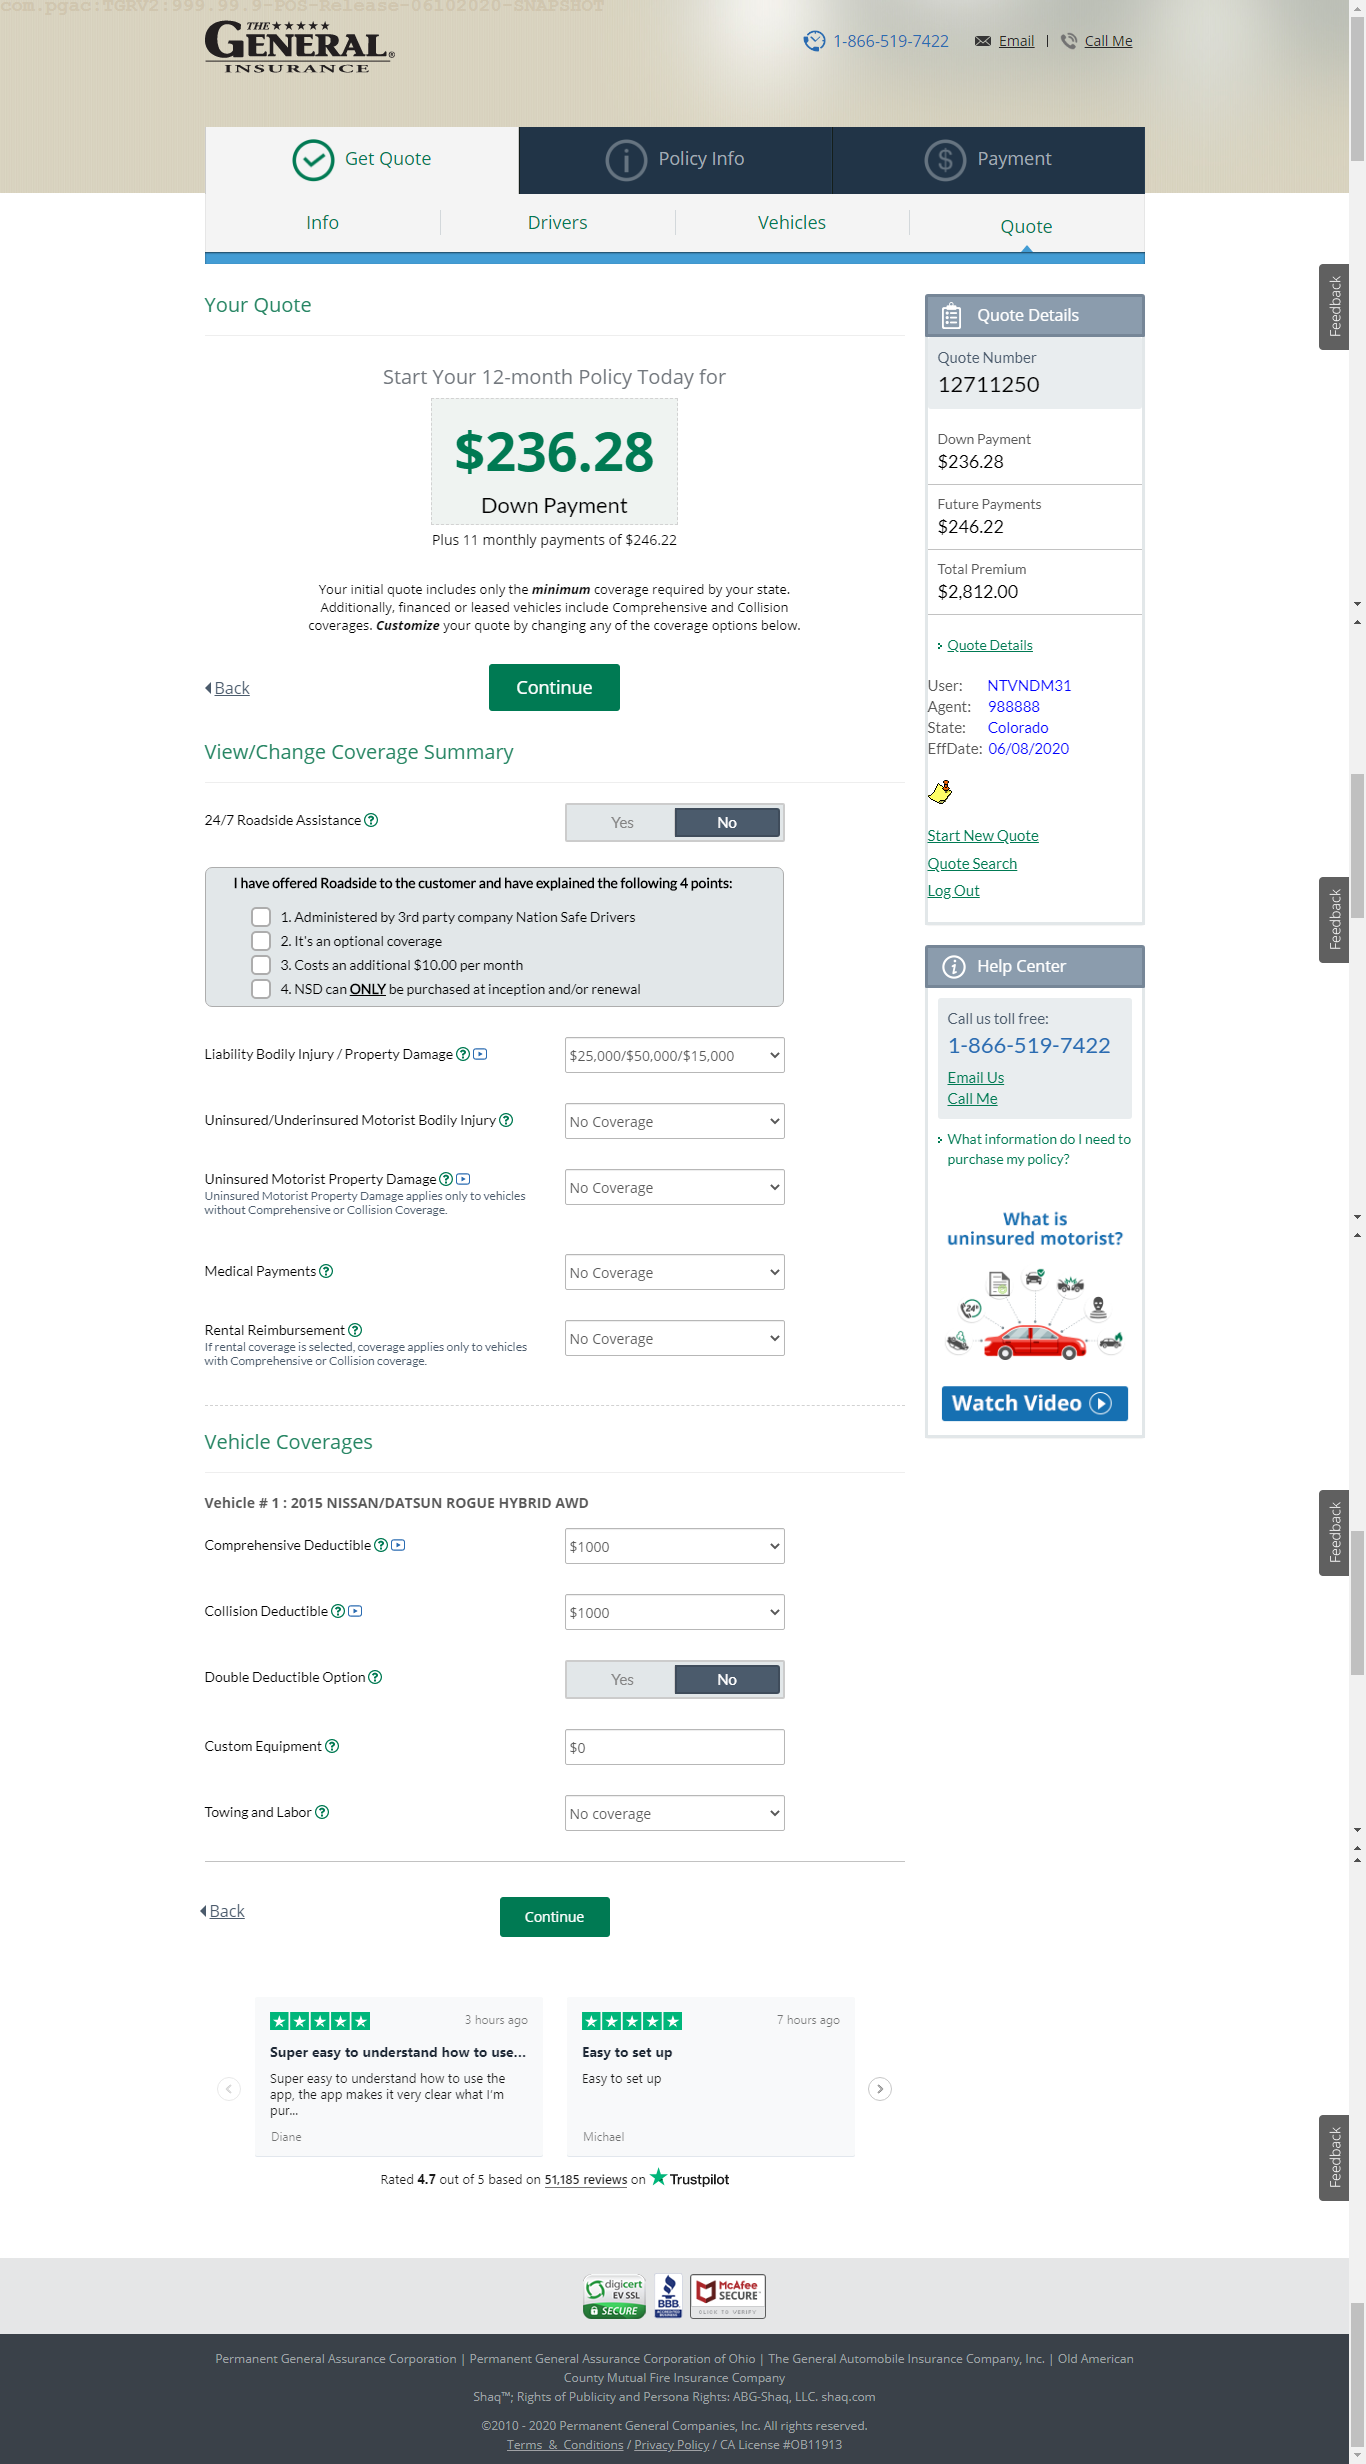 com.pgac:TGRV2:999.99.9-POS-Release-06102020-SNAPSHOT
THE
GENERAL®
INSURANCE
1-866-519-7422
Email | Call Me
Get Quote
Policy Info
Payment
Info
Drivers
Vehicles
Quote
Your Quote
Start Your 12-month Policy Today for
$236.28
Down Payment
Plus 11 monthly payments of $246.22
Your initial quote includes only the minimum coverage required by your state.
Additionally, financed or leased vehicles include Comprehensive and Collision
coverages. Customize your quote by changing any of the coverage options below.
Back
Continue
View/Change Coverage Summary
24/7 Roadside Assistance ?
Yes
No
I have offered Roadside to the customer and have explained the following 4 points:
1. Administered by 3rd party company Nation Safe Drivers
2. It's an optional coverage
3. Costs an additional $10.00 per month
4. NSD can ONLY be purchased at inception and/or renewal
Liability Bodily Injury / Property Damage ?
$25,000/$50,000/$15,000
Uninsured/Underinsured Motorist Bodily Injury ?
No Coverage
Uninsured Motorist Property Damage ?
Uninsured Motorist Property Damage applies only to vehicles
without Comprehensive or Collision Coverage.
No Coverage
Medical Payments ?
No Coverage
Rental Reimbursement ?
If rental coverage is selected, coverage applies only to vehicles
with Comprehensive or Collision coverage.
No Coverage
Vehicle Coverages
Vehicle # 1 : 2015 NISSAN/DATSUN ROGUE HYBRID AWD
Comprehensive Deductible ?
$1000
Collision Deductible ?
$1000
Double Deductible Option ?
Yes
No
Custom Equipment ?
$0
Towing and Labor ?
No coverage
Back
Continue
Quote Details
Quote Number
12711250
Down Payment
$236.28
Future Payments
$246.22
Total Premium
$2,812.00
Quote Details
User: NTVNDM31
Agent: 988888
State: Colorado
EffDate: 06/08/2020
Start New Quote
Quote Search
Log Out
Help Center
Call us toll free:
1-866-519-7422
Email Us
Call Me
What information do I need to
purchase my policy?
What is
uninsured motorist?
24hr
Watch Video
Feedback
Feedback
Feedback
Feedback
3 hours ago
Super easy to understand how to use...
Super easy to understand how to use the
app, the app makes it very clear what I'm
pur...
Diane
7 hours ago
Easy to set up
Easy to set up
Michael
Rated 4.7 out of 5 based on 51,185 reviews on Trustpilot
digicert
EV SSL
SECURE
BBB
ACCREDITED
BUSINESS
McAfee
SECURE
CLICK TO VERIFY
Permanent General Assurance Corporation | Permanent General Assurance Corporation of Ohio | The General Automobile Insurance Company, Inc. | Old American
County Mutual Fire Insurance Company
Shaq™; Rights of Publicity and Persona Rights: ABG-Shaq, LLC. shaq.com
©2010 - 2020 Permanent General Companies, Inc. All rights reserved.
Terms & Conditions / Privacy Policy / CA License #OB11913